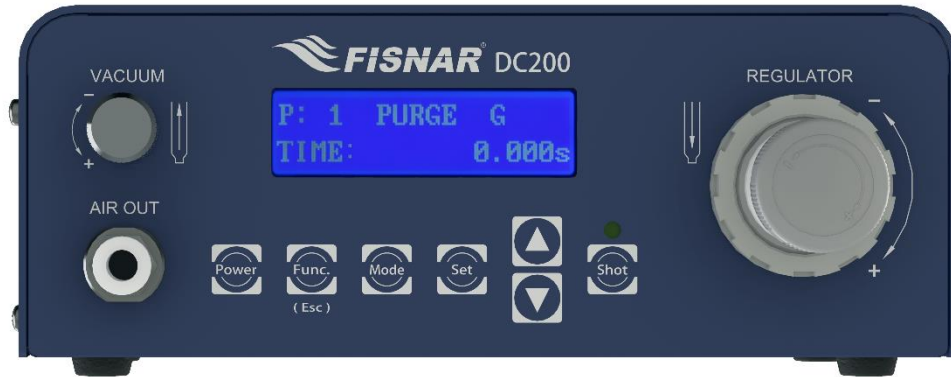 FISNAR® DC200
VACUUM
REGULATOR
P: 1 PURGE G
TIME: 0.000s
- 
+
-
+
AIR OUT
Power
Func.
(Esc)
Mode
Set
Shot